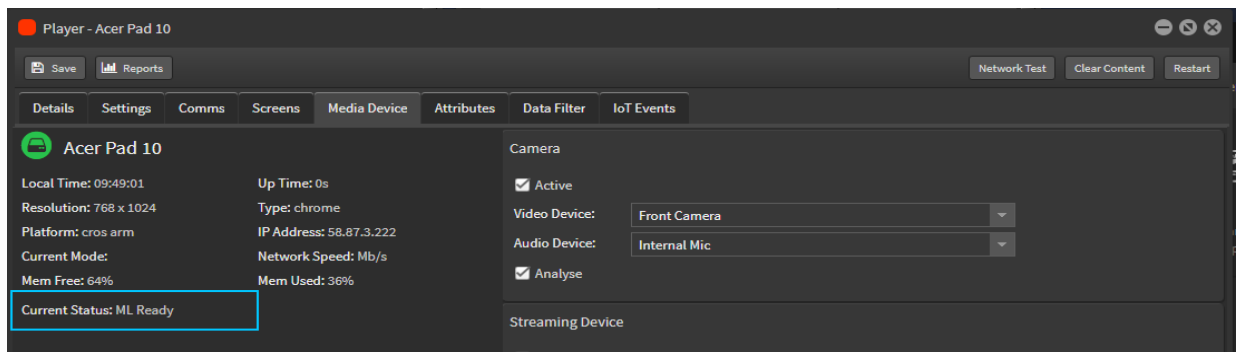 Player - Acer Pad 10
Save Reports Network Test Clear Content Restart
Details Settings Comms Screens Media Device Attributes Data Filter IoT Events
Acer Pad 10
Local Time: 09:49:01 Up Time: 0s
Resolution: 768 x 1024 Type: chrome
Platform: cros arm IP Address: 58.87.3.222
Current Mode: Network Speed: Mb/s
Mem Free: 64% Mem Used: 36%
Current Status: ML Ready
Camera
Active
Video Device: Front Camera
Audio Device: Internal Mic
Analyse
Streaming Device